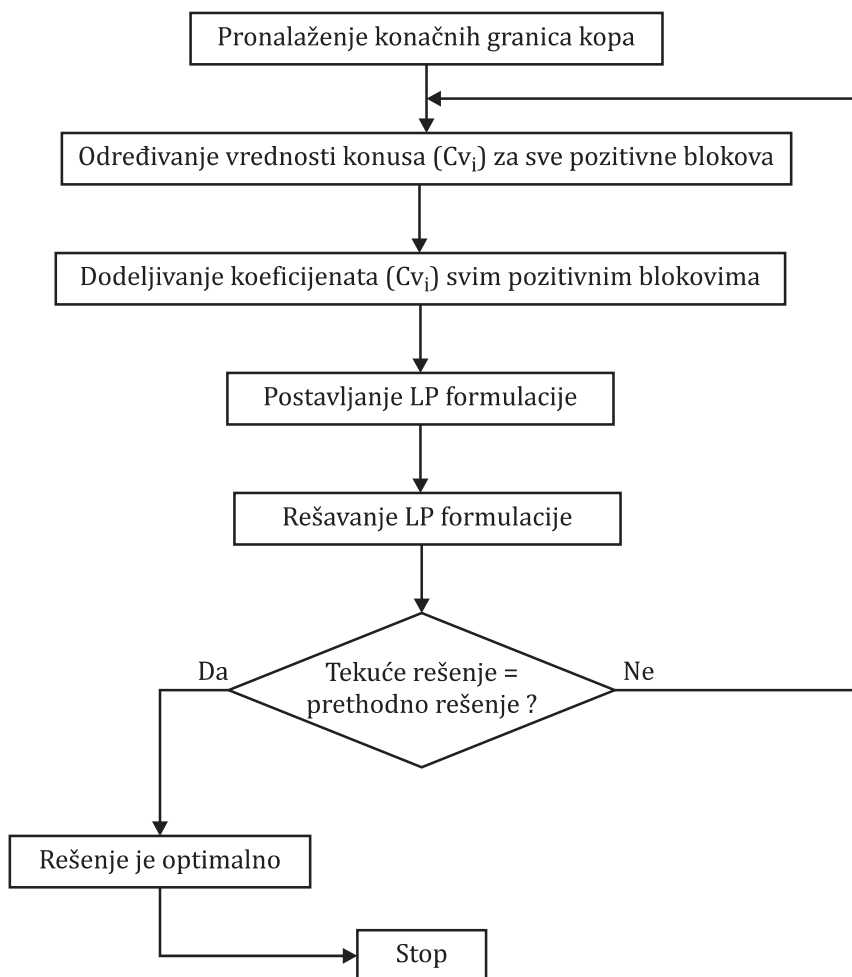 Pronalaženje konačnih granica kopa
Određivanje vrednosti konusa (Cvᵢ) za sve pozitivne blokova
Dodeljivanje koeficijenata (Cvᵢ) svim pozitivnim blokovima
Postavljanje LP formulacije
Rešavanje LP formulacije
Da
Tekuće rešenje =
prethodno rešenje ?
Ne
Rešenje je optimalno
Stop